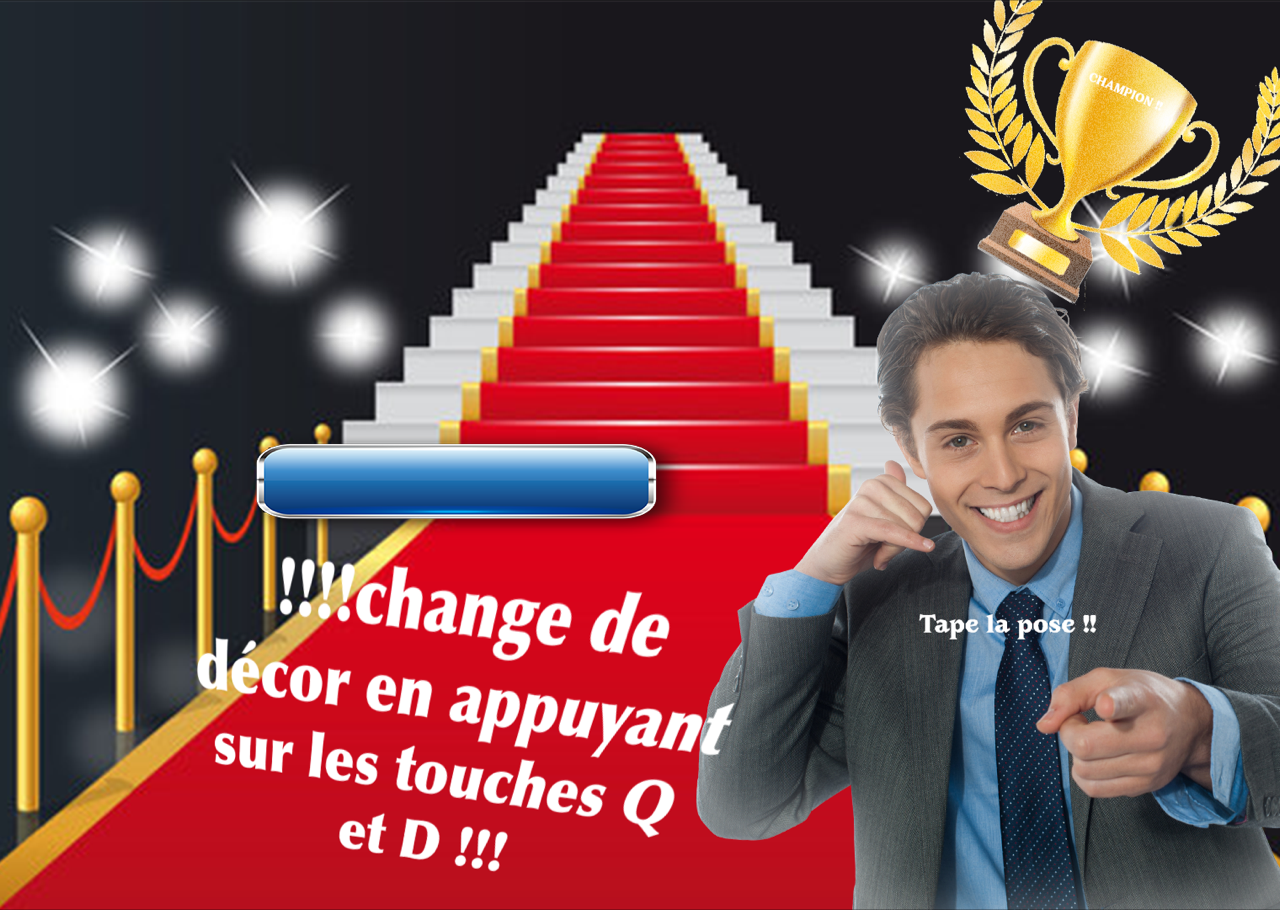 CHAMPION !!
!!!!change de
décor en appuyant
sur les touches Q
et D !!!
Tape la pose !!